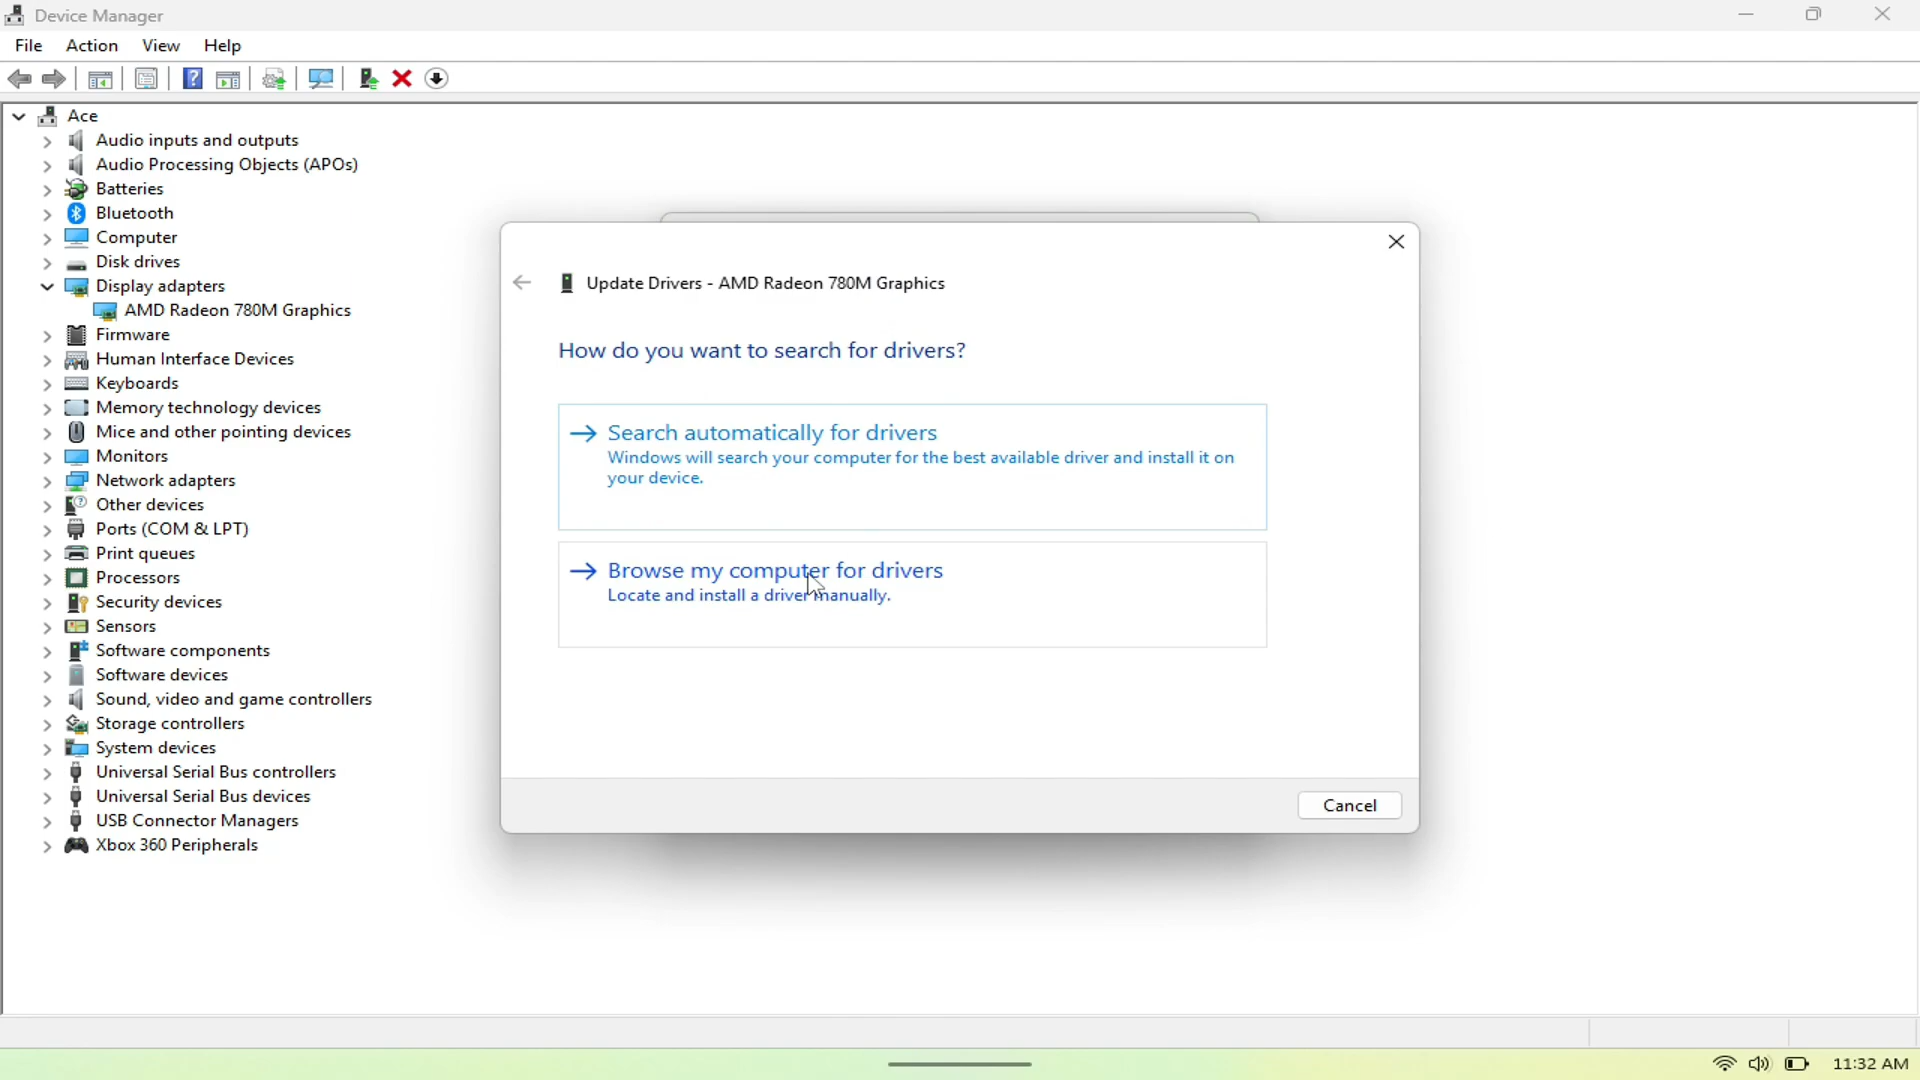 Device Manager
File Action View Help
Ace
Audio inputs and outputs
Audio Processing Objects (APOs)
Batteries
Bluetooth
Computer
Disk drives
Display adapters
AMD Radeon 780M Graphics
Firmware
Human Interface Devices
Keyboards
Memory technology devices
Mice and other pointing devices
Monitors
Network adapters
Other devices
Ports (COM & LPT)
Print queues
Processors
Security devices
Sensors
Software components
Software devices
Sound, video and game controllers
Storage controllers
System devices
Universal Serial Bus controllers
Universal Serial Bus devices
USB Connector Managers
Xbox 360 Peripherals
Update Drivers - AMD Radeon 780M Graphics
How do you want to search for drivers?
Search automatically for drivers
Windows will search your computer for the best available driver and install it on
your device.
Browse my computer for drivers
Locate and install a driver manually.
Cancel
11:32 AM